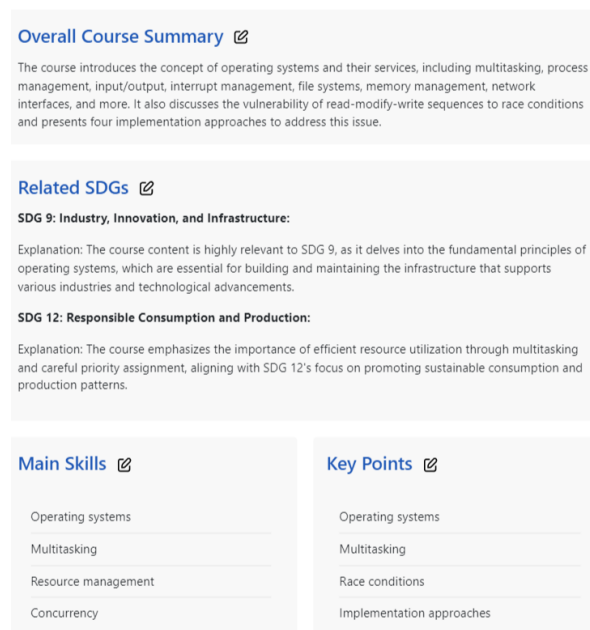 Overall Course Summary
The course introduces the concept of operating systems and their services, including multitasking, process
management, input/output, interrupt management, file systems, memory management, network
interfaces, and more. It also discusses the vulnerability of read-modify-write sequences to race conditions
and presents four implementation approaches to address this issue.
Related SDGs
SDG 9: Industry, Innovation, and Infrastructure:
Explanation: The course content is highly relevant to SDG 9, as it delves into the fundamental principles of
operating systems, which are essential for building and maintaining the infrastructure that supports
various industries and technological advancements.
SDG 12: Responsible Consumption and Production:
Explanation: The course emphasizes the importance of efficient resource utilization through multitasking
and careful priority assignment, aligning with SDG 12's focus on promoting sustainable consumption and
production patterns.
Main Skills
Operating systems
Multitasking
Resource management
Concurrency
Key Points
Operating systems
Multitasking
Race conditions
Implementation approaches